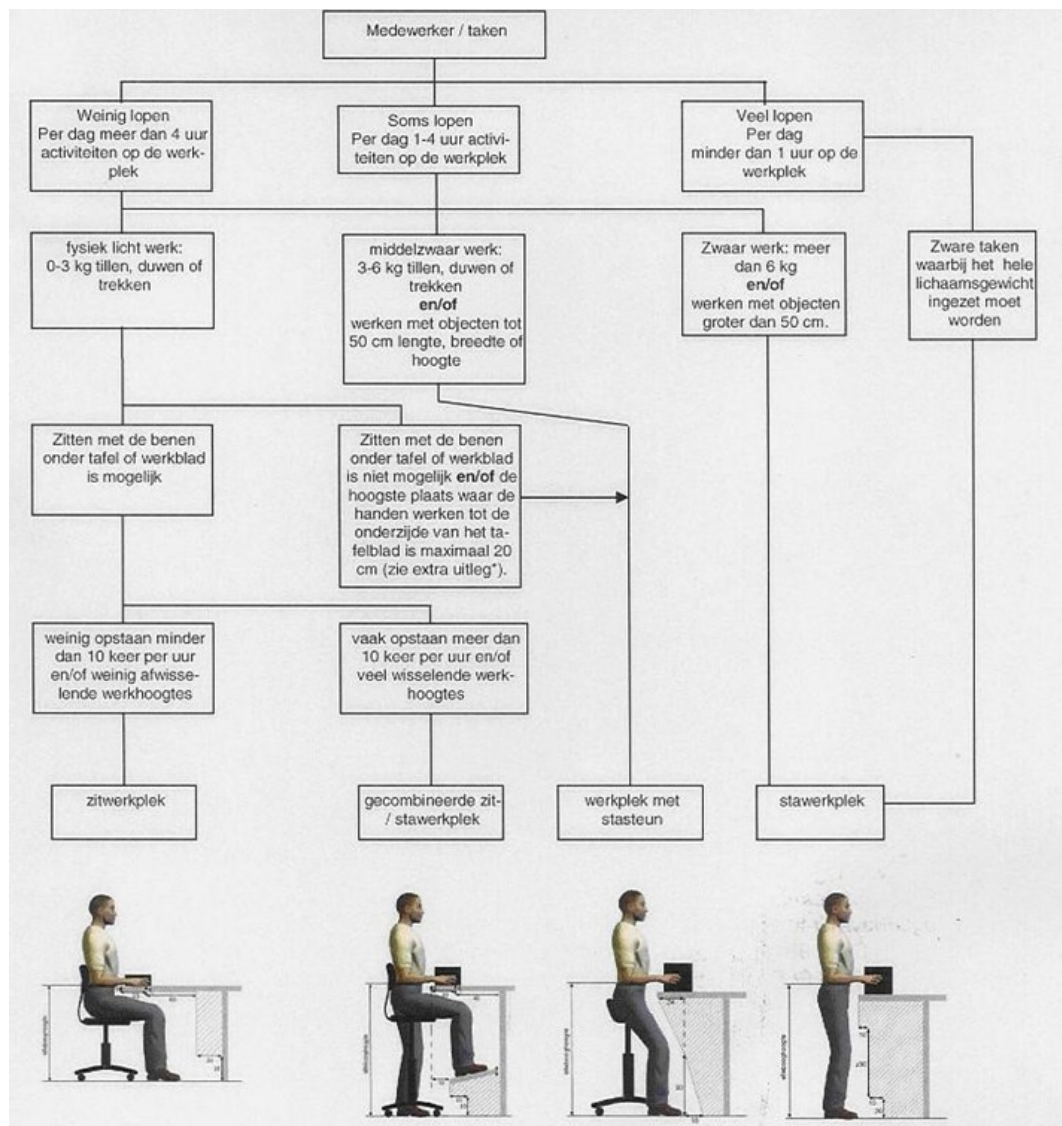 Medewerker / taken
Weinig lopen
Per dag meer dan 4 uur
activiteiten op de werk-
plek
Soms lopen
Per dag 1-4 uur activi-
teiten op de werkplek
Veel lopen
Per dag
minder dan 1 uur op de
werkplek
fysiek licht werk:
0-3 kg tillen, duwen of
trekken
middelzwaar werk:
3-6 kg tillen, duwen of
trekken
en/of
werken met objecten tot
50 cm lengte, breedte of
hoogte
Zwaar werk: meer
dan 6 kg
en/of
werken met objecten
groter dan 50 cm.
Zware taken
waarbij het hele
lichaamsgewicht
ingezet moet
worden
Zitten met de benen
onder tafel of werkblad
is mogelijk
Zitten met de benen
onder tafel of werkblad
is niet mogelijk en/of de
hoogste plaats waar de
handen werken tot de
onderzijde van het ta-
felblad is maximaal 20
cm (zie extra uitleg*).
weinig opstaan minder
dan 10 keer per uur
en/of weinig afwisse-
lende werkhoogtes
vaak opstaan meer dan
10 keer per uur en/of
veel wisselende werk-
hoogtes
zitwerkplek
gecombineerde zit-
/ stawerkplek
werkplek met
stasteun
stawerkplek